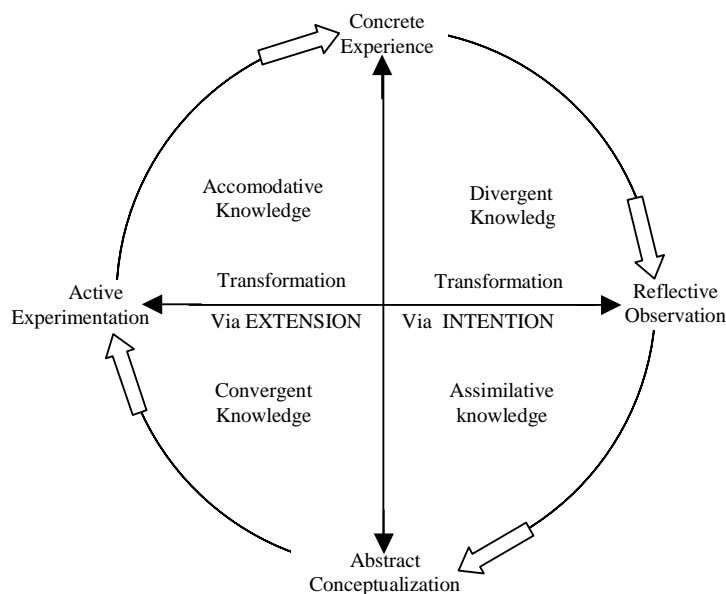 Concrete
Experience
Accomodative
Knowledge
Divergent
Knowledg
Transformation
Transformation
Active
Experimentation
Reflective
Observation
Via EXTENSION
Via INTENTION
Convergent
Knowledge
Assimilative
knowledge
Abstract
Conceptualization